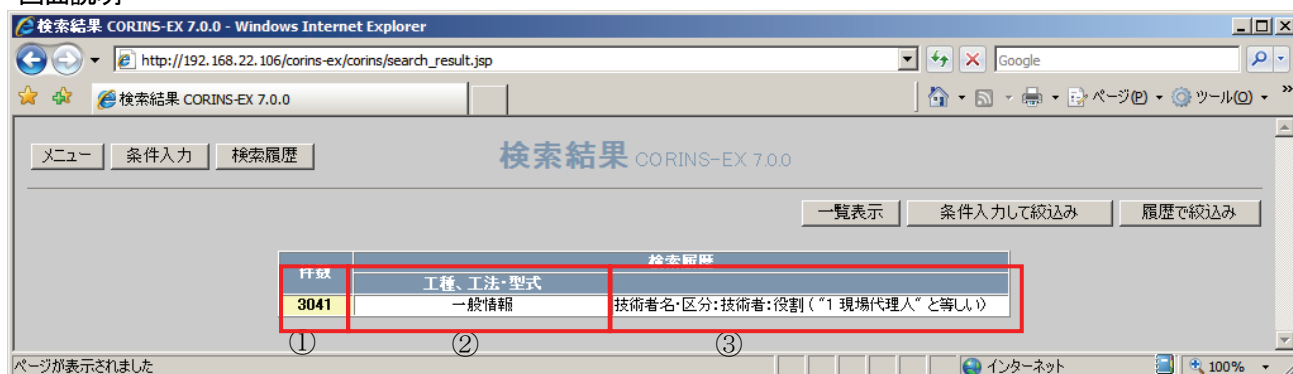 検索結果 CORINS-EX 7.0.0 - Windows Internet Explorer
http://192.168.22.106/corins-ex/corins/search_result.jsp
Google
検索結果 CORINS-EX 7.0.0
ページ(P)
ツール(O)
»
メニュー 条件入力 検索履歴
検索結果 CORINS-EX 7.0.0
一覧表示 条件入力して絞込み 履歴で絞込み
件数 検索履歴
工種、工法・型式
3041 一般情報 技術者名・区分:技術者:役割 ( “1 現場代理人” と等しい)
① ② ③
ページが表示されました インターネット 100%